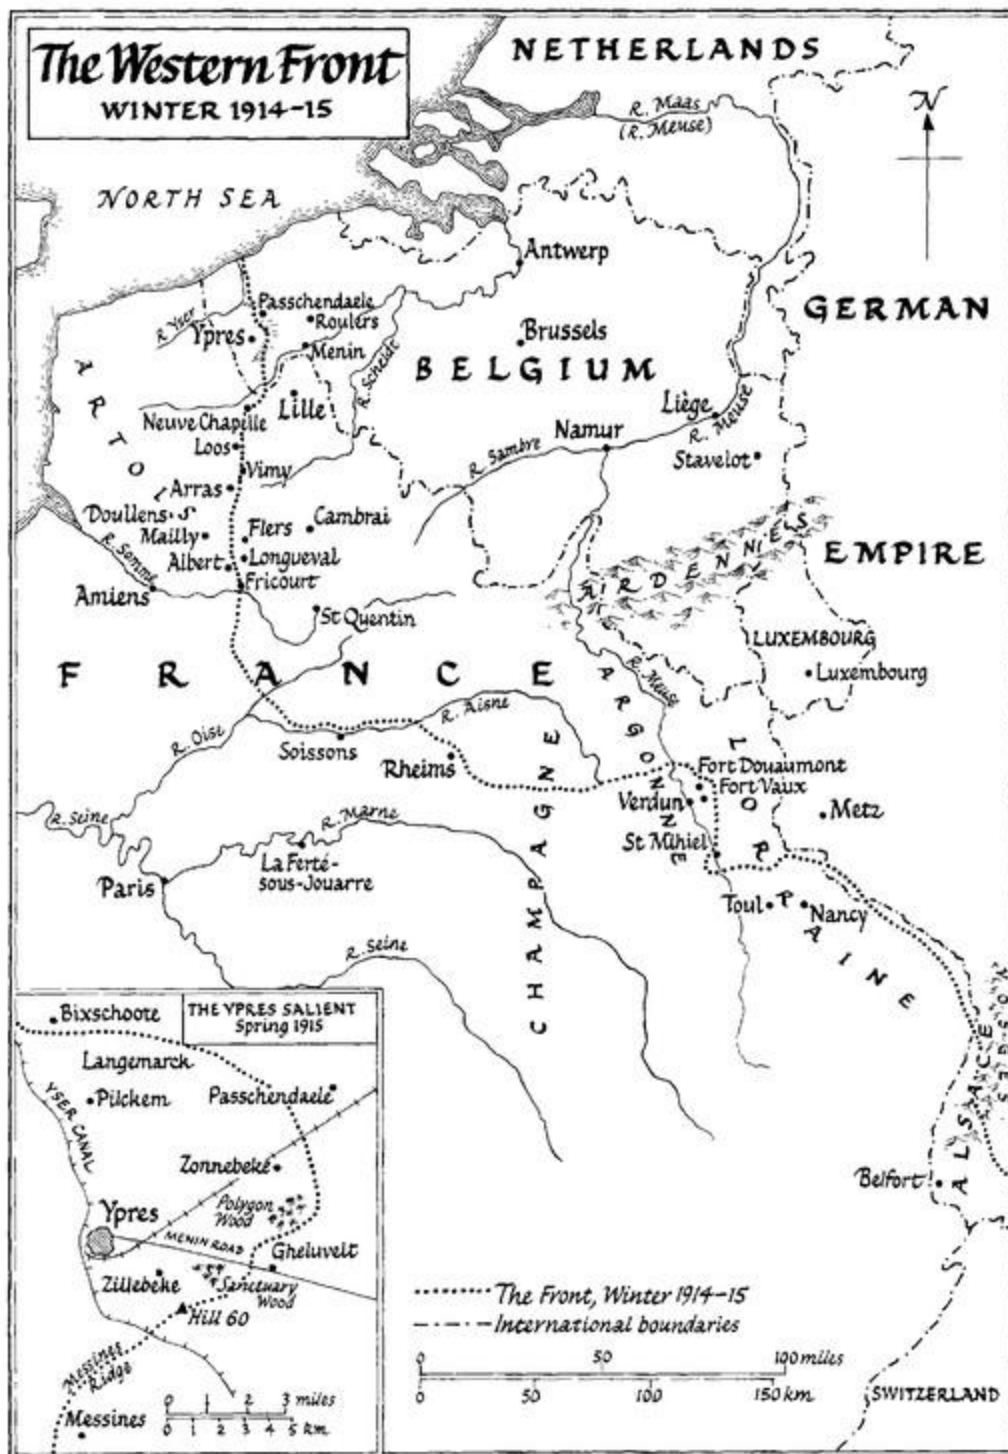 The Western Front
WINTER 1914-15
NETHERLANDS
R. Maas
(R. Meuse)
N
NORTH SEA
Antwerp
GERMAN
Passchendaele
Roulers
R. Yser
Ypres
Brussels
Menin
BELGIUM
R. Scheldt
ARTOIS
Lille
Liège
R. Meuse
Neuve Chapelle
Namur
Loos
R. Sambre
Stavelot
Vimy
Arras
Doullens
Cambrai
Mailly
Flers
ARDENNES
EMPIRE
R. Somme
Albert
Longueval
Fricourt
Amiens
St Quentin
LUXEMBOURG
Luxembourg
FRANCE
R. Meuse
ARGONNE
R. Aisne
R. Oise
Soissons
Rheims
LORRAINE
Fort Douaumont
Fort Vaux
Verdun
Metz
R. Seine
R. Marne
St Mihiel
La Ferté-
sous-Jouarre
Paris
CHAMPAGNE
Toul
Nancy
R. Seine
VOSGES
ALSACE
Belfort
THE YPRES SALIENT
Spring 1915
Bixschoote
Langemarck
Pilckem
Passchendaele
YSER CANAL
Zonnebeke
Polygon
Wood
Ypres
MENIN ROAD
Gheluvelt
Zillebeke
Sanctuary
Wood
Hill 60
Messines
Ridge
0 1 2 3 miles
0 1 2 3 4 5 km
Messines
The Front, Winter 1914-15
International boundaries
0 50 100 miles
0 50 100 150 km
SWITZERLAND